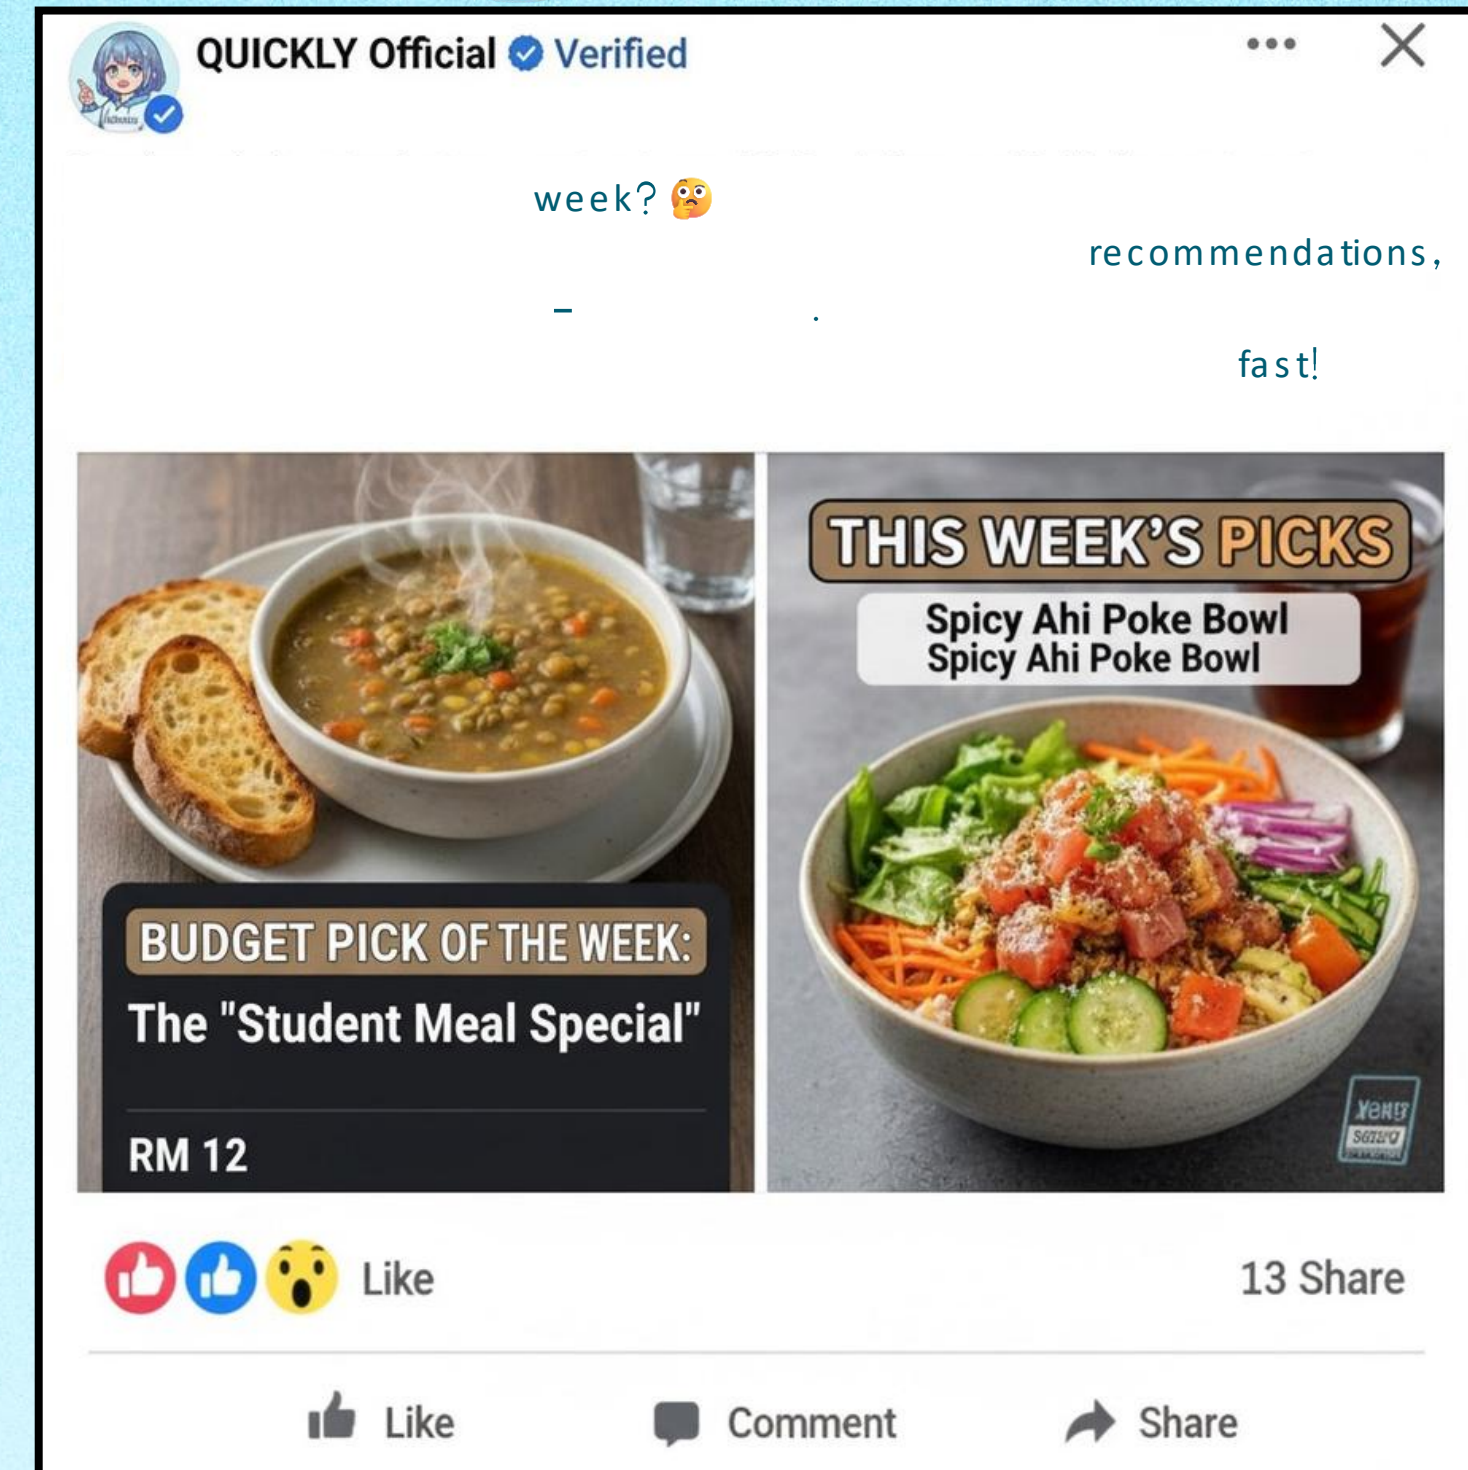 QUICKLY Official Verified
week? 🤔
recommendations,
– .
fast!
THIS WEEK'S PICKS
Spicy Ahi Poke Bowl
Spicy Ahi Poke Bowl
BUDGET PICK OF THE WEEK:
The "Student Meal Special"
RM 12
Like
13 Share
Like
Comment
Share